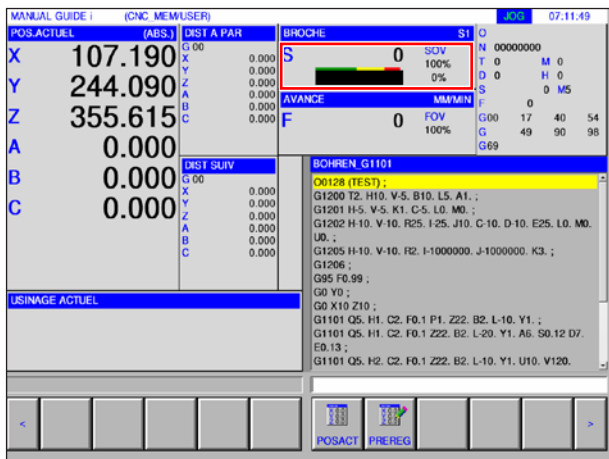 MANUAL GUIDE i (CNC_MEM/USER) JOG 07:11:49
POS.ACTUEL (ABS.)
X 107.190
Y 244.090
Z 355.615
A 0.000
B 0.000
C 0.000
DIST A PAR
G 00
X 0.000
Y 0.000
Z 0.000
A 0.000
B 0.000
C 0.000
DIST SUIV
G 00
X 0.000
Y 0.000
Z 0.000
A 0.000
B 0.000
C 0.000
BROCHE S1
S 0 SOV
100%
0%
AVANCE MM/MIN
F 0 FOV
100%
O
N 00000000
T 0 M 0
D 0 H 0
S 0 M5
F 0
G00 17 40 54
G 49 90 98
G69
BOHREN_G1101
O0128 (TEST) ;
G1200 T2. H10. V-5. B10. L5. A1. ;
G1201 H-5. V-5. K1. C-5. L0. M0. ;
G1202 H-10. V-10. R25. I-25. J10. C-10. D-10. E25. L0. M0.
U0. ;
G1205 H-10. V-10. R2. I-1000000. J-1000000. K3. ;
G1206 ;
G95 F0.99 ;
G0 Y0 ;
G0 X10 Z10 ;
G1101 Q5. H1. C2. F0.1 P1. Z22. B2. L-10. Y1. ;
G1101 Q5. H1. C2. F0.1 Z22. B2. L-20. Y1. A6. S0.12 D7.
E0.13 ;
G1101 Q5. H2. C2. F0.1 Z22. B2. L-10. Y1. U10. V120.
USINAGE ACTUEL
< POSACT PREREG >